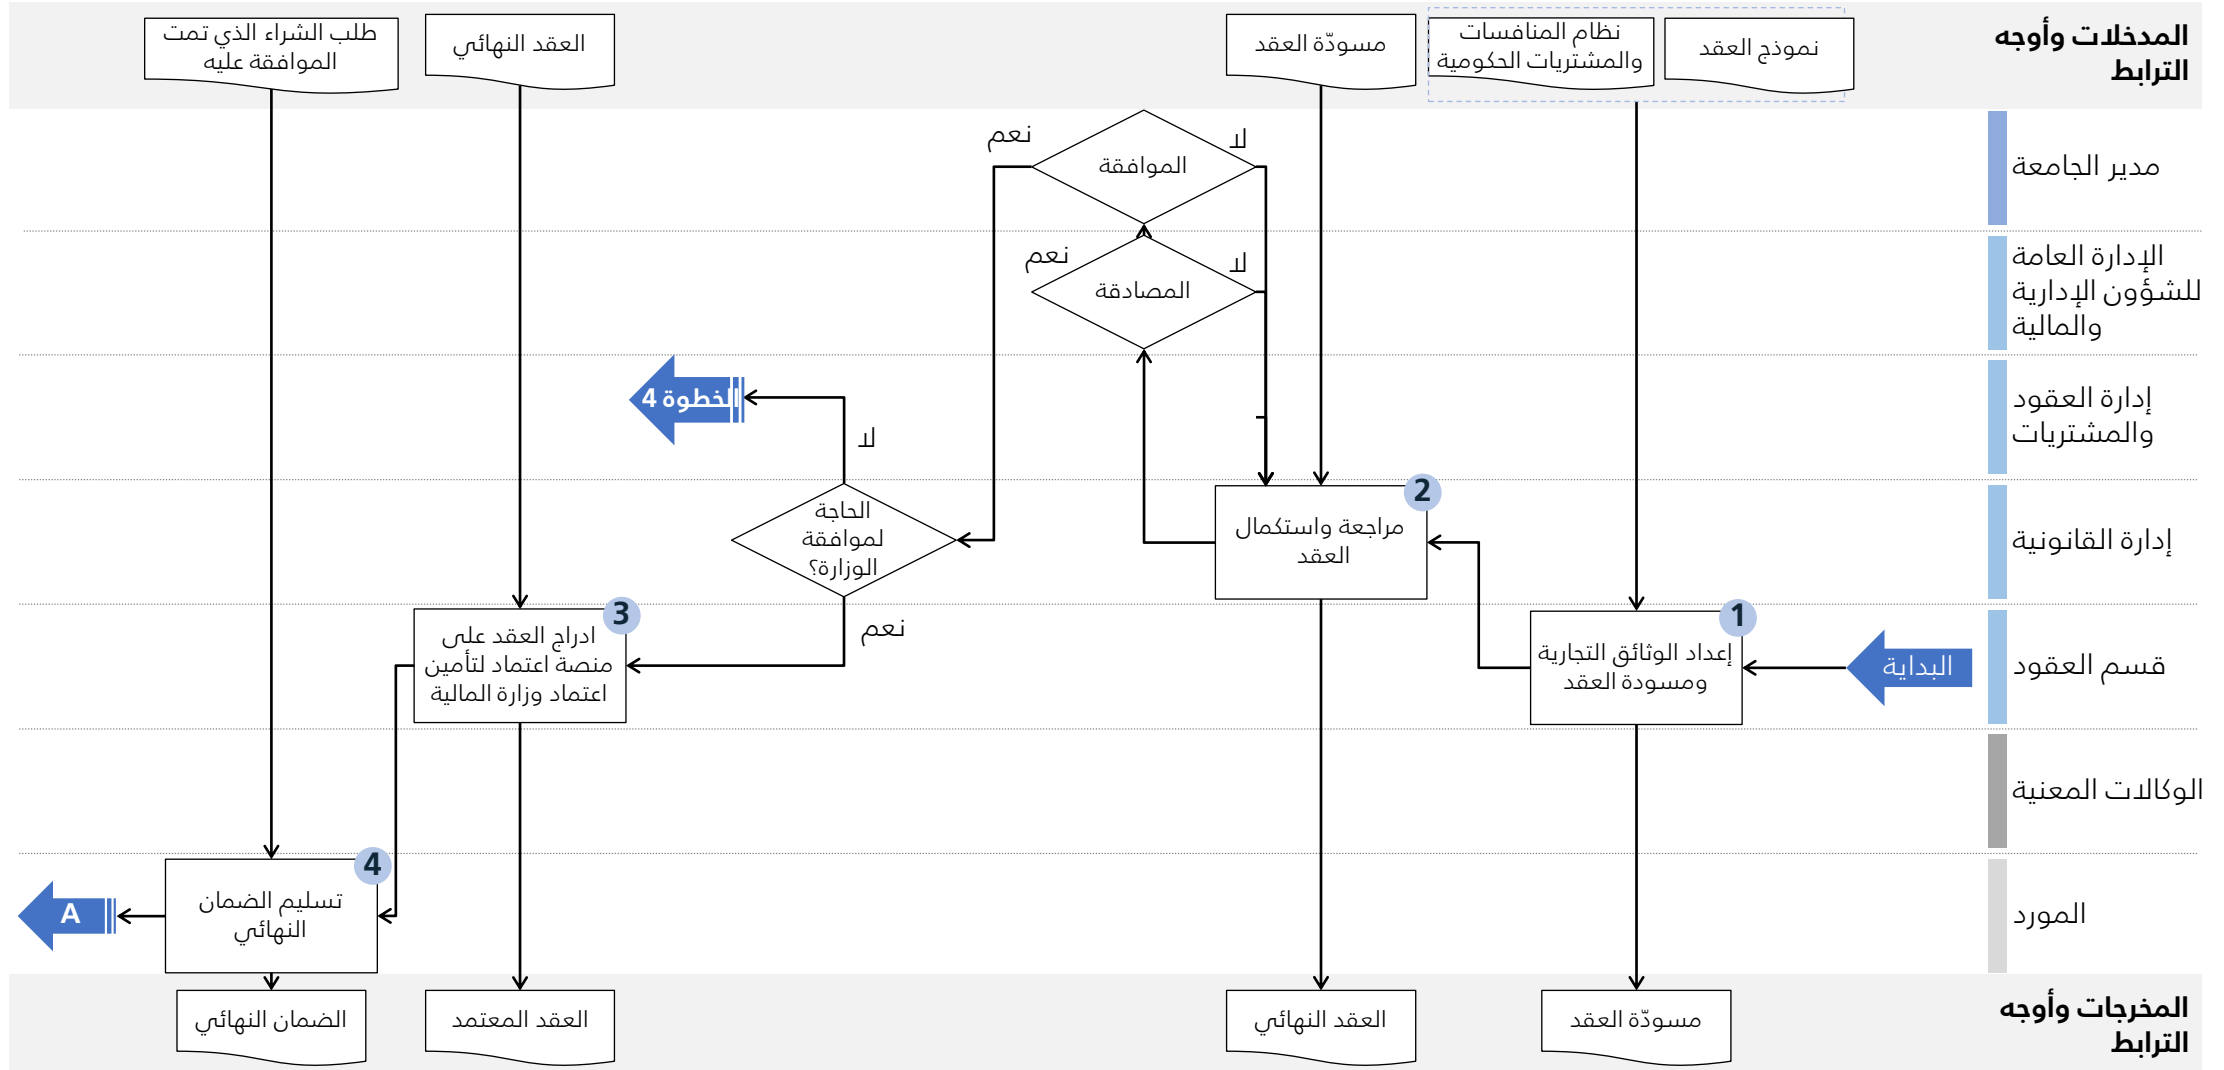 المدخلات وأوجه
الترابط
نموذج العقد
نظام المنافسات
والمشتريات الحكومية
مسودّة العقد
العقد النهائي
طلب الشراء الذي تمت
الموافقة عليه
مدير الجامعة
لا
الموافقة
نعم
الإدارة العامة
للشؤون الإدارية
والمالية
لا
المصادقة
نعم
إدارة العقود
والمشتريات
الخطوة 4
لا
إدارة القانونية
2
مراجعة واستكمال
العقد
الحاجة
لموافقة
الوزارة؟
نعم
قسم العقود
البداية
1
إعداد الوثائق التجارية
ومسودة العقد
3
ادراج العقد على
منصة اعتماد لتأمين
اعتماد وزارة المالية
الوكالات المعنية
المورد
4
تسليم الضمان
النهائي
A
المخرجات وأوجه
الترابط
مسودّة العقد
العقد النهائي
العقد المعتمد
الضمان النهائي